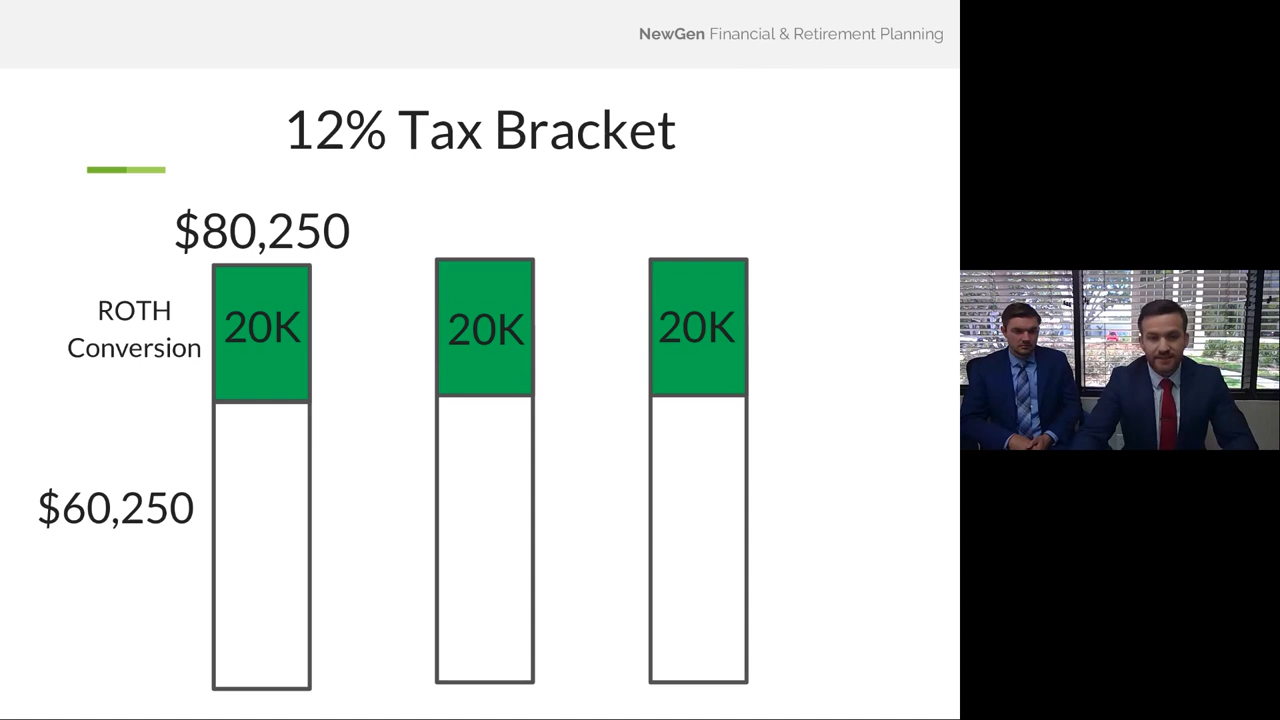 NewGen Financial & Retirement Planning
12% Tax Bracket
$80,250
ROTH
Conversion
20K
20K
20K
$60,250